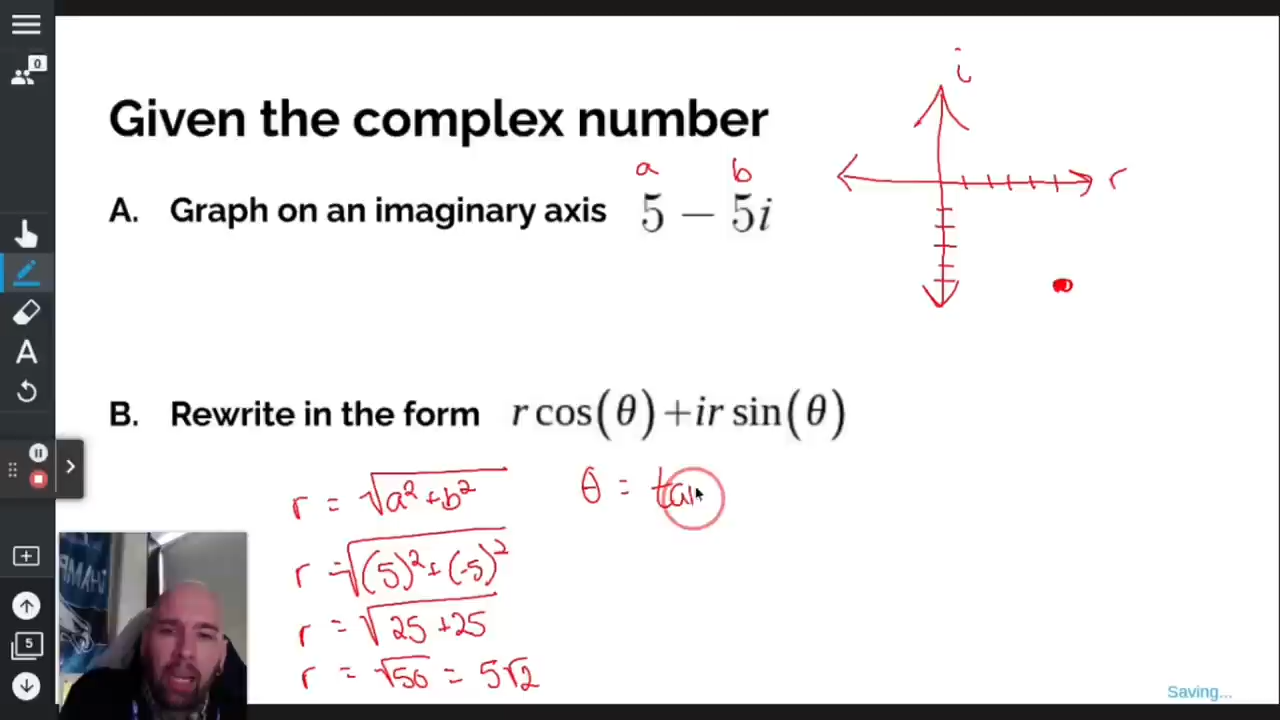 0
i
Given the complex number
a b
A. Graph on an imaginary axis 5 − 5i
r
B. Rewrite in the form r cos(θ)+ir sin(θ)
r = √a² + b² θ = tan
r = √(5)² + (-5)²
r = √25 + 25
r = √50 = 5√2
5
Saving...